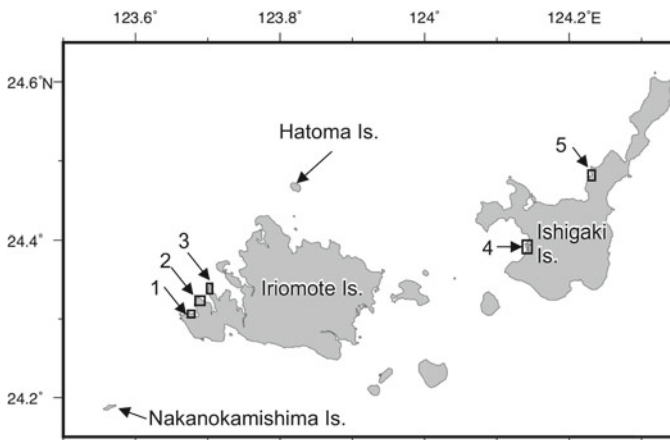 123.6° 123.8° 124° 124.2°E
24.6°N
Hatoma Is.
5
24.4°
4
Ishigaki
Is.
3
2
Iriomote Is.
1
24.2°
Nakanokamishima Is.